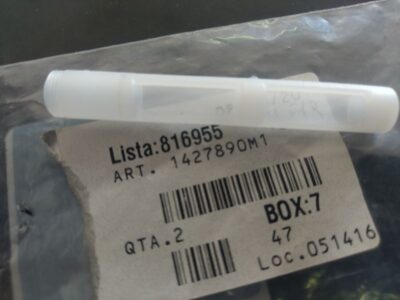 Lista:816955
ART. 1427890M1
QTA.2
BOX:7
47
Loc.051416